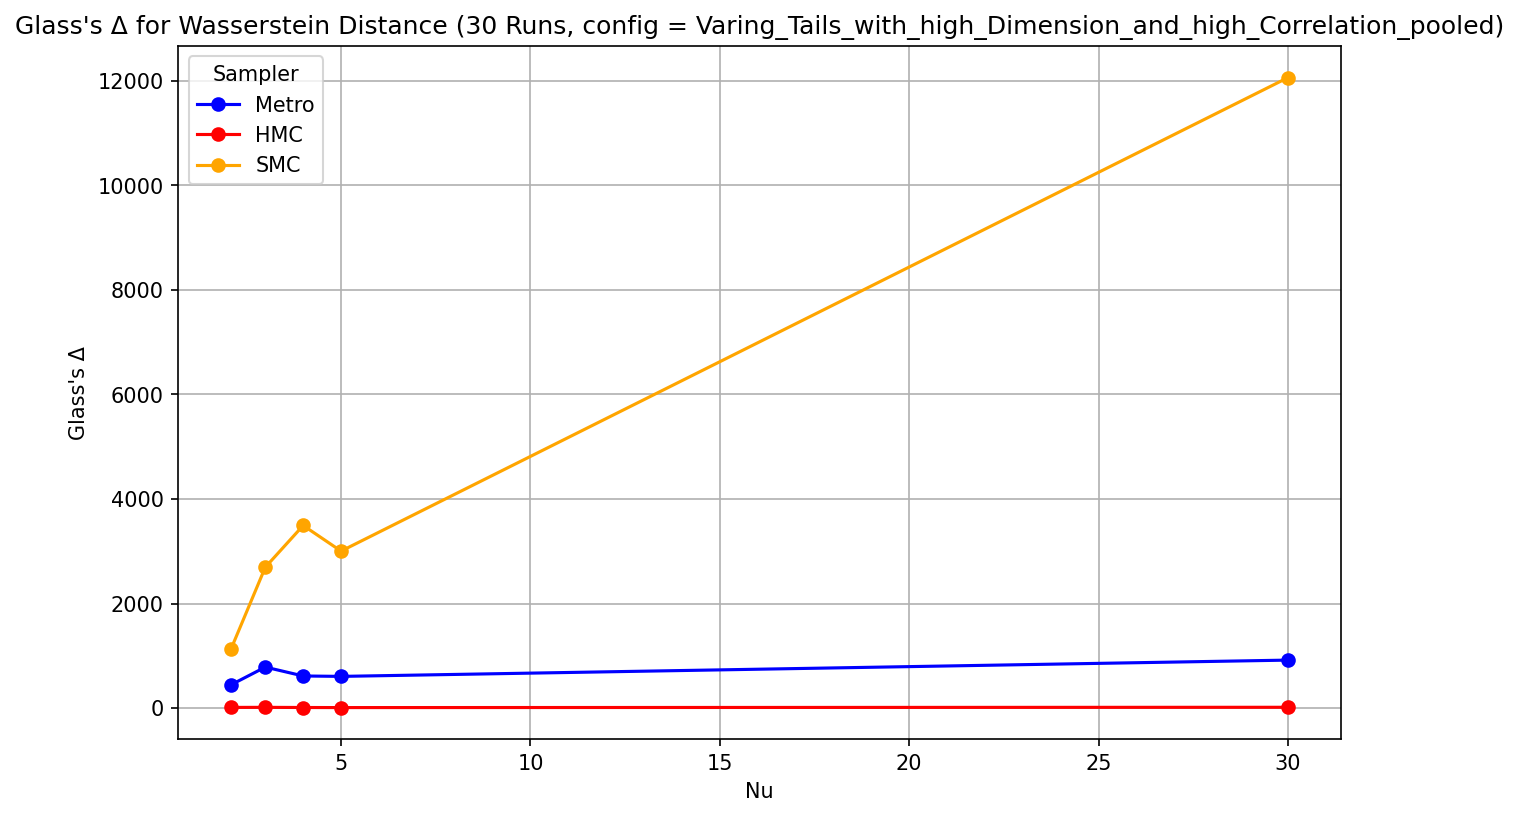 Glass's Δ for Wasserstein Distance (30 Runs, config = Varing_Tails_with_high_Dimension_and_high_Correlation_pooled)
Sampler
Metro
HMC
SMC
Glass's Δ
12000
10000
8000
6000
4000
2000
0
5 10 15 20 25 30
Nu